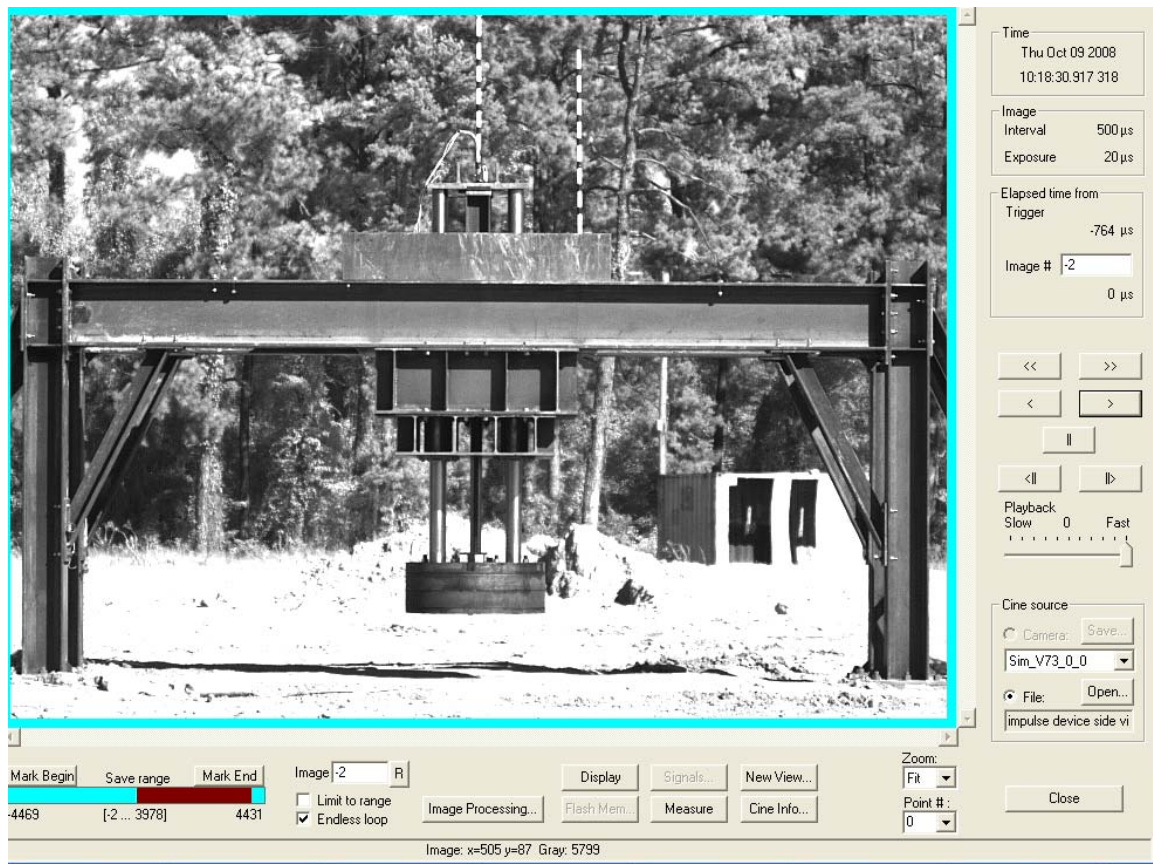 Time
Thu Oct 09 2008
10:18:30.917 318
Image
Interval 500 µs
Exposure 20 µs
Elapsed time from
Trigger
-764 µs
Image # -2
0 µs
<< >>
< >
||
<|| ||>
Playback
Slow 0 Fast
Cine source
Camera: Save...
Sim_V73_0_0
File: Open...
impulse device side vi
Mark Begin Save range Mark End
-4469 [-2 ... 3978] 4431
Image -2 R
Limit to range
Endless loop
Image Processing...
Display Signals... New View...
Flash Mem... Measure Cine Info...
Zoom:
Fit
Point # :
0
Close
Image: x=505 y=87 Gray: 5799